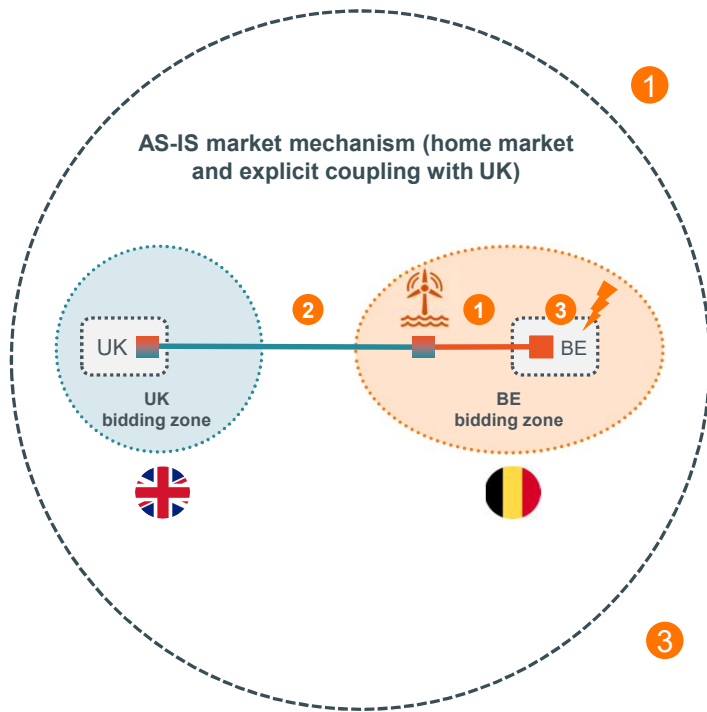 1
AS-IS market mechanism (home market
and explicit coupling with UK)
2
1
3
UK
BE
UK
bidding zone
BE
bidding zone
3